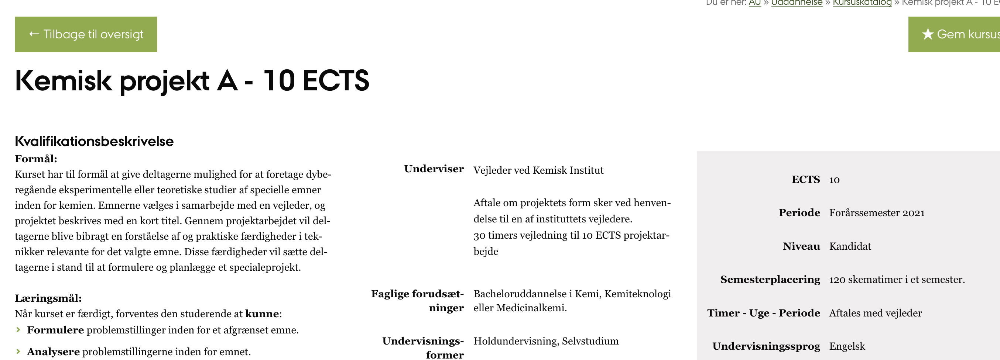 Du er her: AU » Uddannelse » Kursuskatalog » Kemisk projekt A - 10
← Tilbage til oversigt
★ Gem kursus
Kemisk projekt A - 10 ECTS
Kvalifikationsbeskrivelse
Formål:
Kurset har til formål at give deltagerne mulighed for at foretage dybe-
regående eksperimentelle eller teoretiske studier af specielle emner
inden for kemien. Emnerne vælges i samarbejde med en vejleder, og
projektet beskrives med en kort titel. Gennem projektarbejdet vil del-
tagerne blive bibragt en forståelse af og praktiske færdigheder i tek-
nikker relevante for det valgte emne. Disse færdigheder vil sætte del-
tagerne i stand til at formulere og planlægge et specialeprojekt.
Læringsmål:
Når kurset er færdigt, forventes den studerende at kunne:
› Formulere problemstillinger inden for et afgrænset emne.
› Analysere problemstillingerne inden for emnet.
Underviser Vejleder ved Kemisk Institut
Aftale om projektets form sker ved henven-
delse til en af instituttets vejledere.
30 timers vejledning til 10 ECTS projektar-
bejde
Faglige forudsæt- Bacheloruddannelse i Kemi, Kemiteknologi
ninger eller Medicinalkemi.
Undervisnings- Holdundervisning, Selvstudium
former
ECTS 10
Periode Forårssemester 2021
Niveau Kandidat
Semesterplacering 120 skematimer i et semester.
Timer - Uge - Periode Aftales med vejleder
Undervisningssprog Engelsk